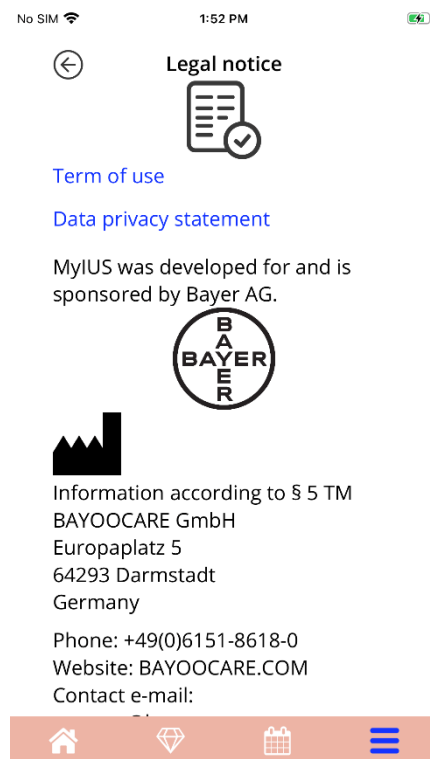 No SIM 1:52 PM
Legal notice
Term of use
Data privacy statement
MyIUS was developed for and is
sponsored by Bayer AG.
BAYER
BAYER
Information according to § 5 TM
BAYOOCARE GmbH
Europaplatz 5
64293 Darmstadt
Germany
Phone: +49(0)6151-8618-0
Website: BAYOOCARE.COM
Contact e-mail: